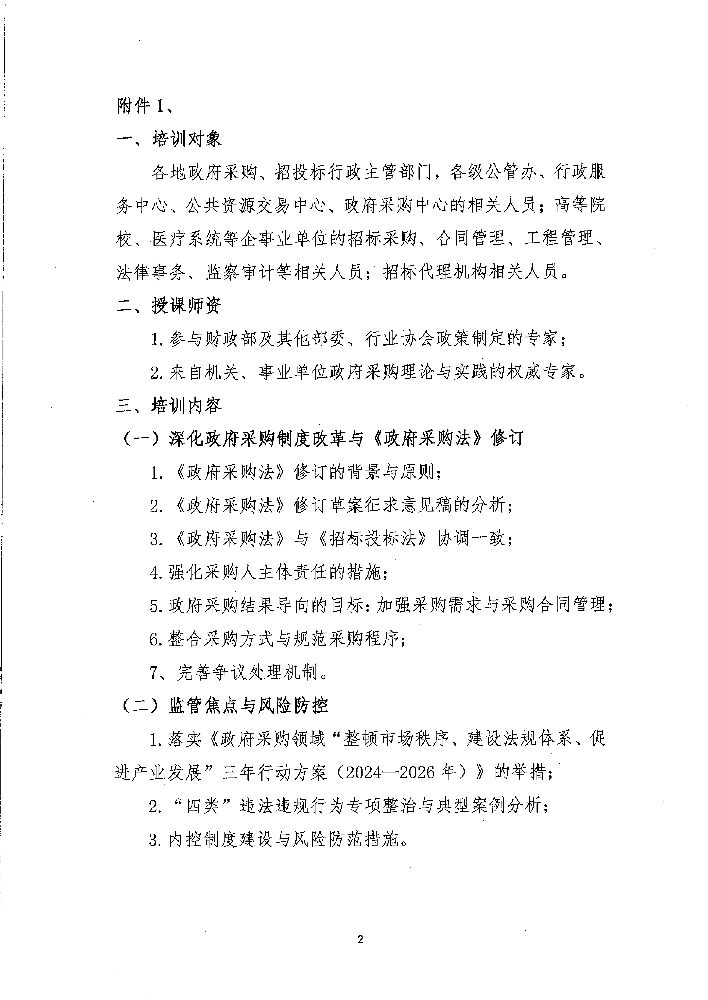 附件 1、
一、培训对象
各地政府采购、招投标行政主管部门，各级公管办、行政服
务中心、公共资源交易中心、政府采购中心的相关人员；高等院
校、医疗系统等企事业单位的招标采购、合同管理、工程管理、
法律事务、监察审计等相关人员；招标代理机构相关人员。
二、授课师资
1.参与财政部及其他部委、行业协会政策制定的专家；
2.来自机关、事业单位政府采购理论与实践的权威专家。
三、培训内容
（一）深化政府采购制度改革与《政府采购法》修订
1.《政府采购法》修订的背景与原则；
2.《政府采购法》修订草案征求意见稿的分析；
3.《政府采购法》与《招标投标法》协调一致；
4.强化采购人主体责任的措施；
5.政府采购结果导向的目标：加强采购需求与采购合同管理；
6.整合采购方式与规范采购程序；
7、完善争议处理机制。
（二）监管焦点与风险防控
1.落实《政府采购领域“整顿市场秩序、建设法规体系、促
进产业发展”三年行动方案（2024—2026 年）》的举措；
2.“四类”违法违规行为专项整治与典型案例分析；
3.内控制度建设与风险防范措施。
2